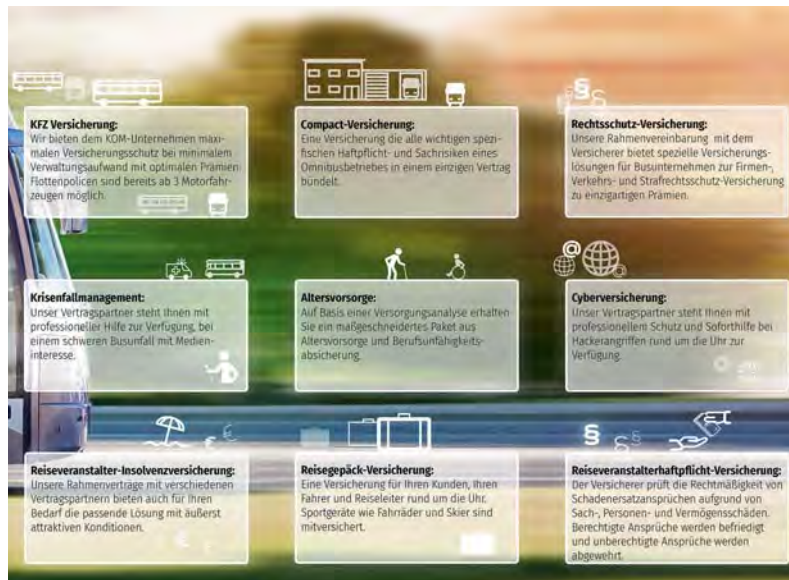 KFZ Versicherung:
Wir bieten dem KOM-Unternehmen maxi-
malen Versicherungsschutz bei minimalem
Verwaltungsaufwand mit optimalen Prämien.
Flottenpolicen sind bereits ab 3 Motorfahr-
zeugen möglich.
Compact-Versicherung:
Eine Versicherung die alle wichtigen spezi-
fischen Haftpflicht- und Sachrisiken eines
Omnibusbetriebes in einem einzigen Vertrag
bündelt.
Rechtsschutz-Versicherung:
Unsere Rahmenvereinbarung mit dem
Versicherer bietet spezielle Versicherungs-
lösungen für Busunternehmen zur Firmen-,
Verkehrs- und Strafrechtsschutz-Versicherung
zu einzigartigen Prämien.
Krisenfallmanagement:
Unser Vertragspartner steht Ihnen mit
professioneller Hilfe zur Verfügung, bei
einem schweren Busunfall mit Medien-
interesse.
Altersvorsorge:
Auf Basis einer Versorgungsanalyse erhalten
Sie ein maßgeschneidertes Paket aus
Altersvorsorge und Berufsunfähigkeits-
absicherung.
Cyberversicherung:
Unser Vertragspartner steht Ihnen mit
professionellem Schutz und Soforthilfe bei
Hackerangriffen rund um die Uhr zur
Verfügung.
Reiseveranstalter-Insolvenzversicherung:
Unsere Rahmenverträge mit verschiedenen
Vertragspartnern bieten auch für Ihren
Bedarf die passende Lösung mit äußerst
attraktiven Konditionen.
Reisegepäck-Versicherung:
Eine Versicherung für Ihren Kunden, Ihren
Fahrer und Reiseleiter rund um die Uhr.
Sportgeräte wie Fahrräder und Skier sind
mitversichert.
Reiseveranstalterhaftpflicht-Versicherung:
Der Versicherer prüft die Rechtmäßigkeit von
Schadenersatzansprüchen aufgrund von
Sach-, Personen- und Vermögensschäden.
Berechtigte Ansprüche werden befriedigt
und unberechtigte Ansprüche werden
abgewehrt.